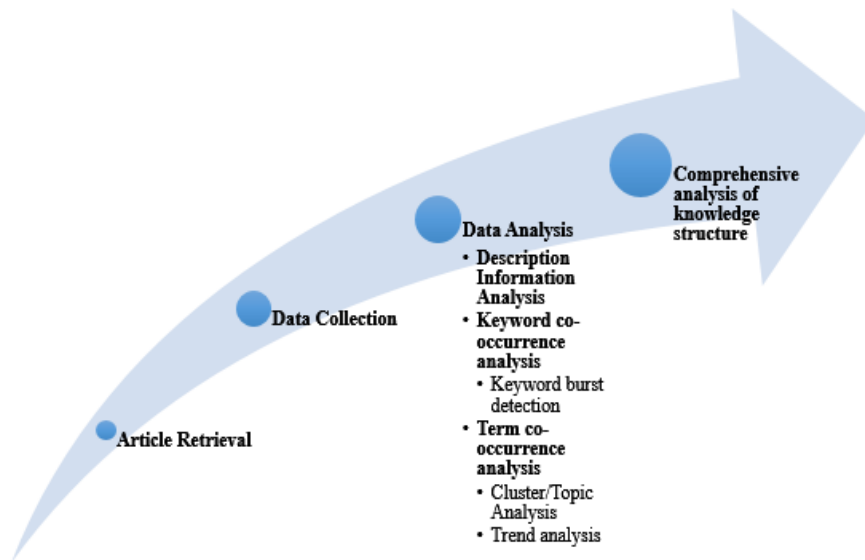 Article Retrieval
Data Collection
Data Analysis
• Description
Information
Analysis
• Keyword co-
occurrence
analysis
• Keyword burst
detection
• Term co-
occurrence
analysis
• Cluster/Topic
Analysis
• Trend analysis
Comprehensive
analysis of
knowledge
structure